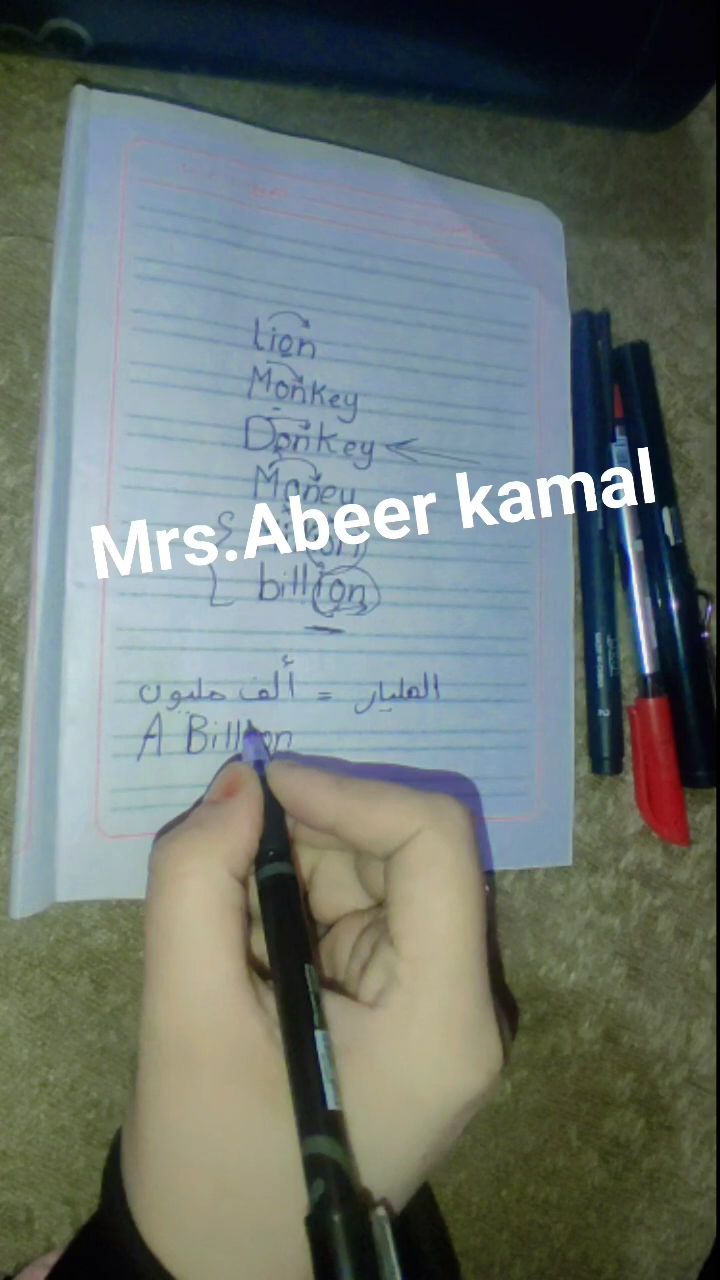 Lion
Monkey
Donkey
Money
Mrs.Abeer kamal
billion
المليار = ألف مليون
A Billion